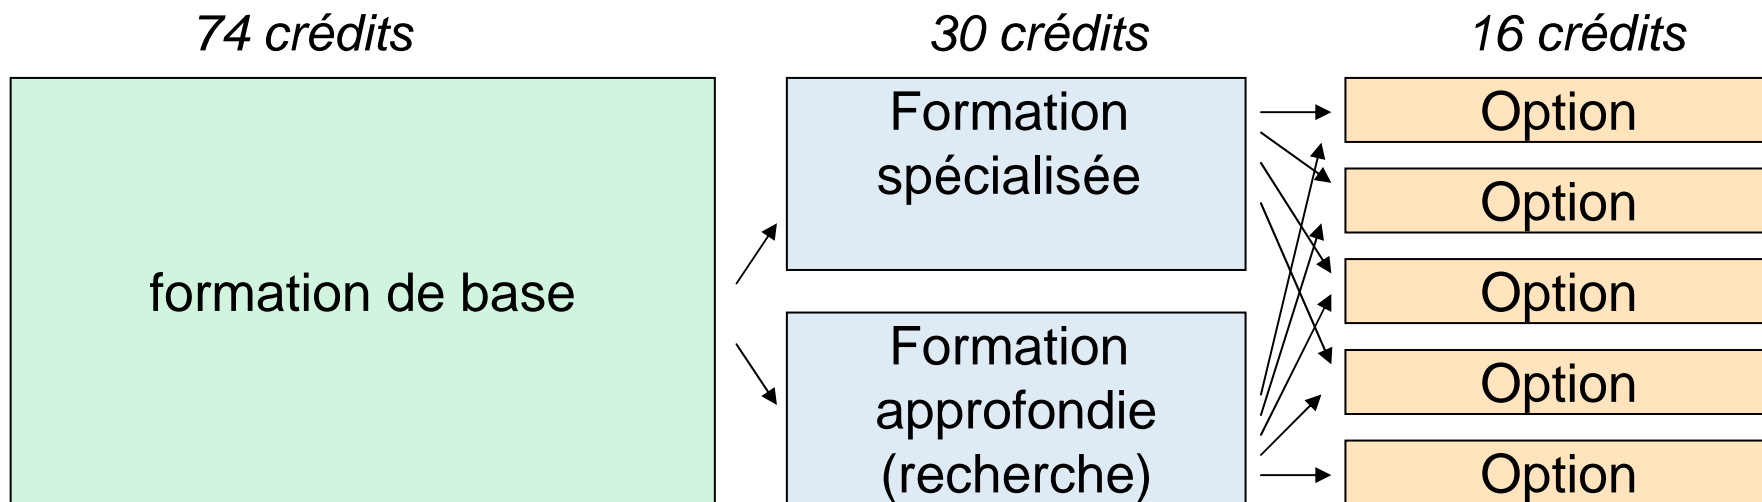 74 crédits
30 crédits
16 crédits
formation de base
Formation
spécialisée
Formation
approfondie
(recherche)
Option
Option
Option
Option
Option